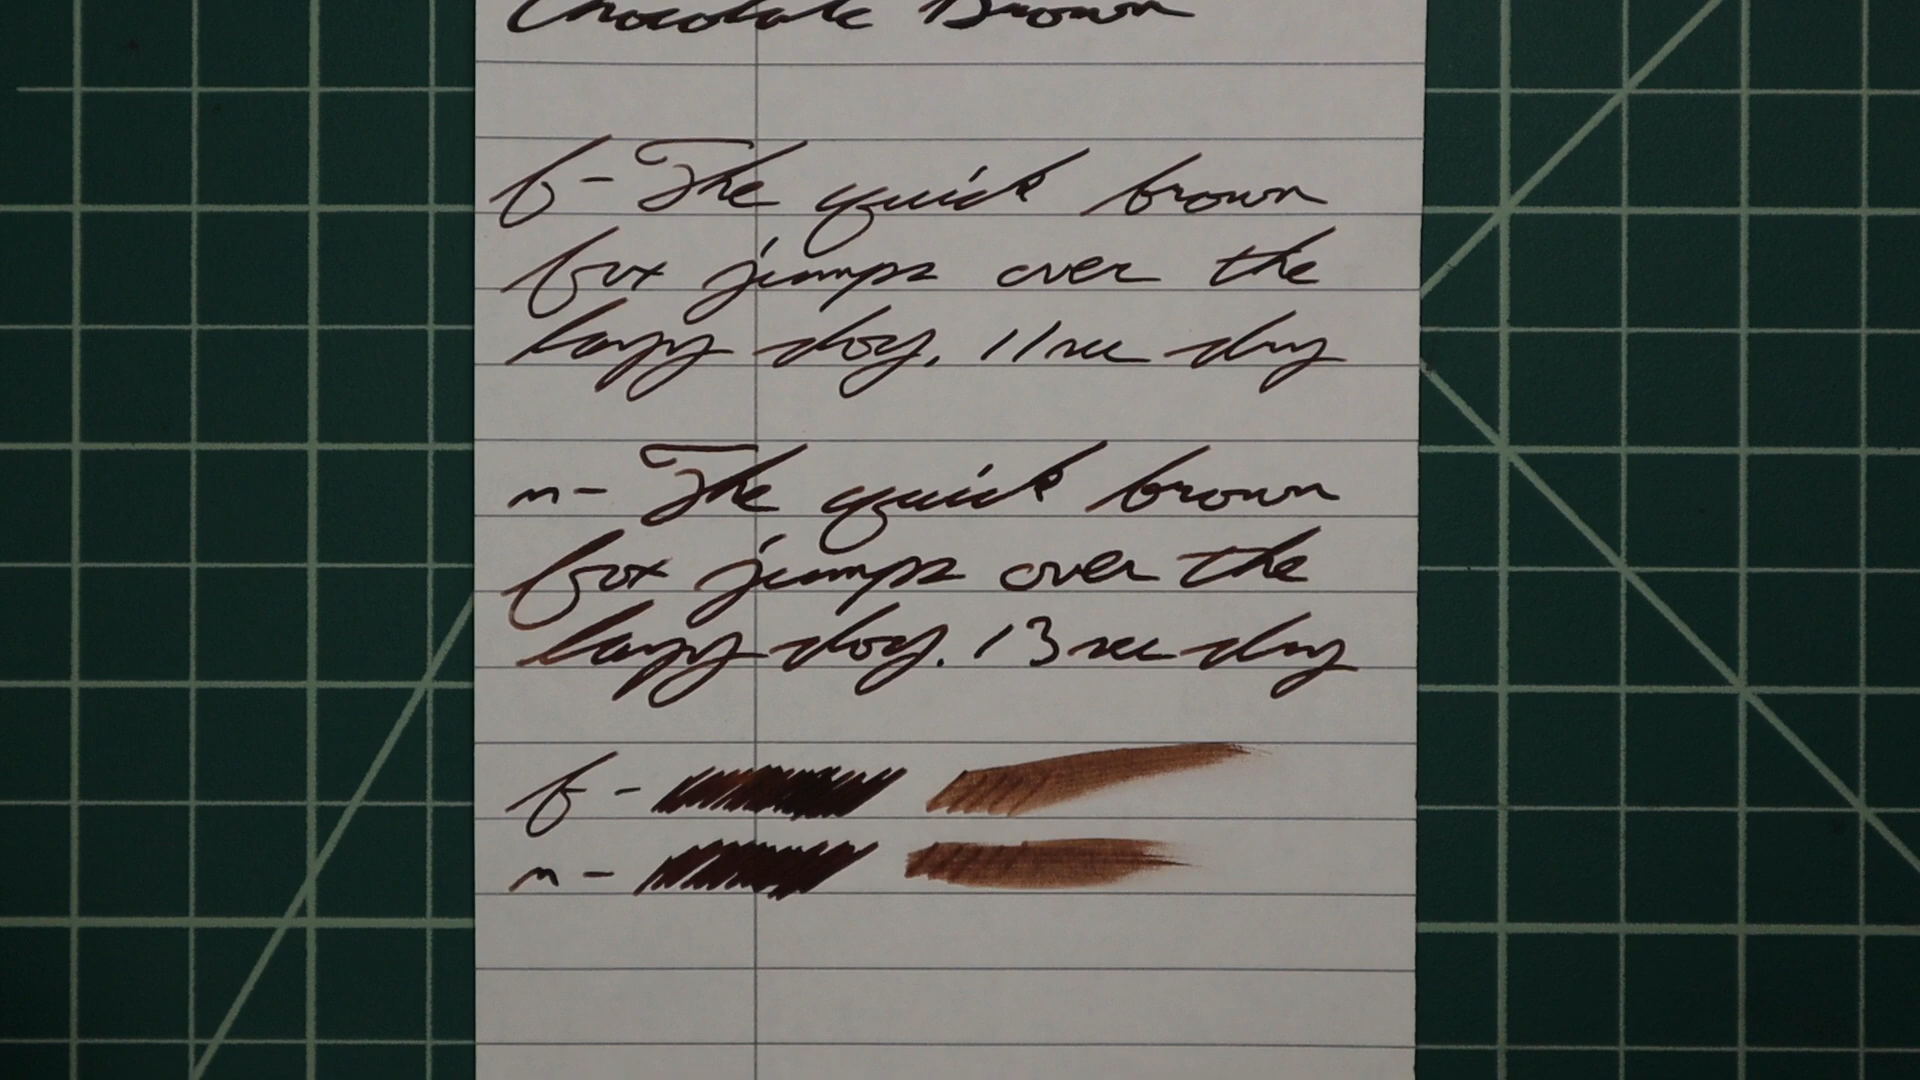 Chocolate Brown
f- The quick brown
fox jumps over the
lazy dog. 11 sec dry
m- The quick brown
fox jumps over the
lazy dog. 13 sec dry
f-
m-